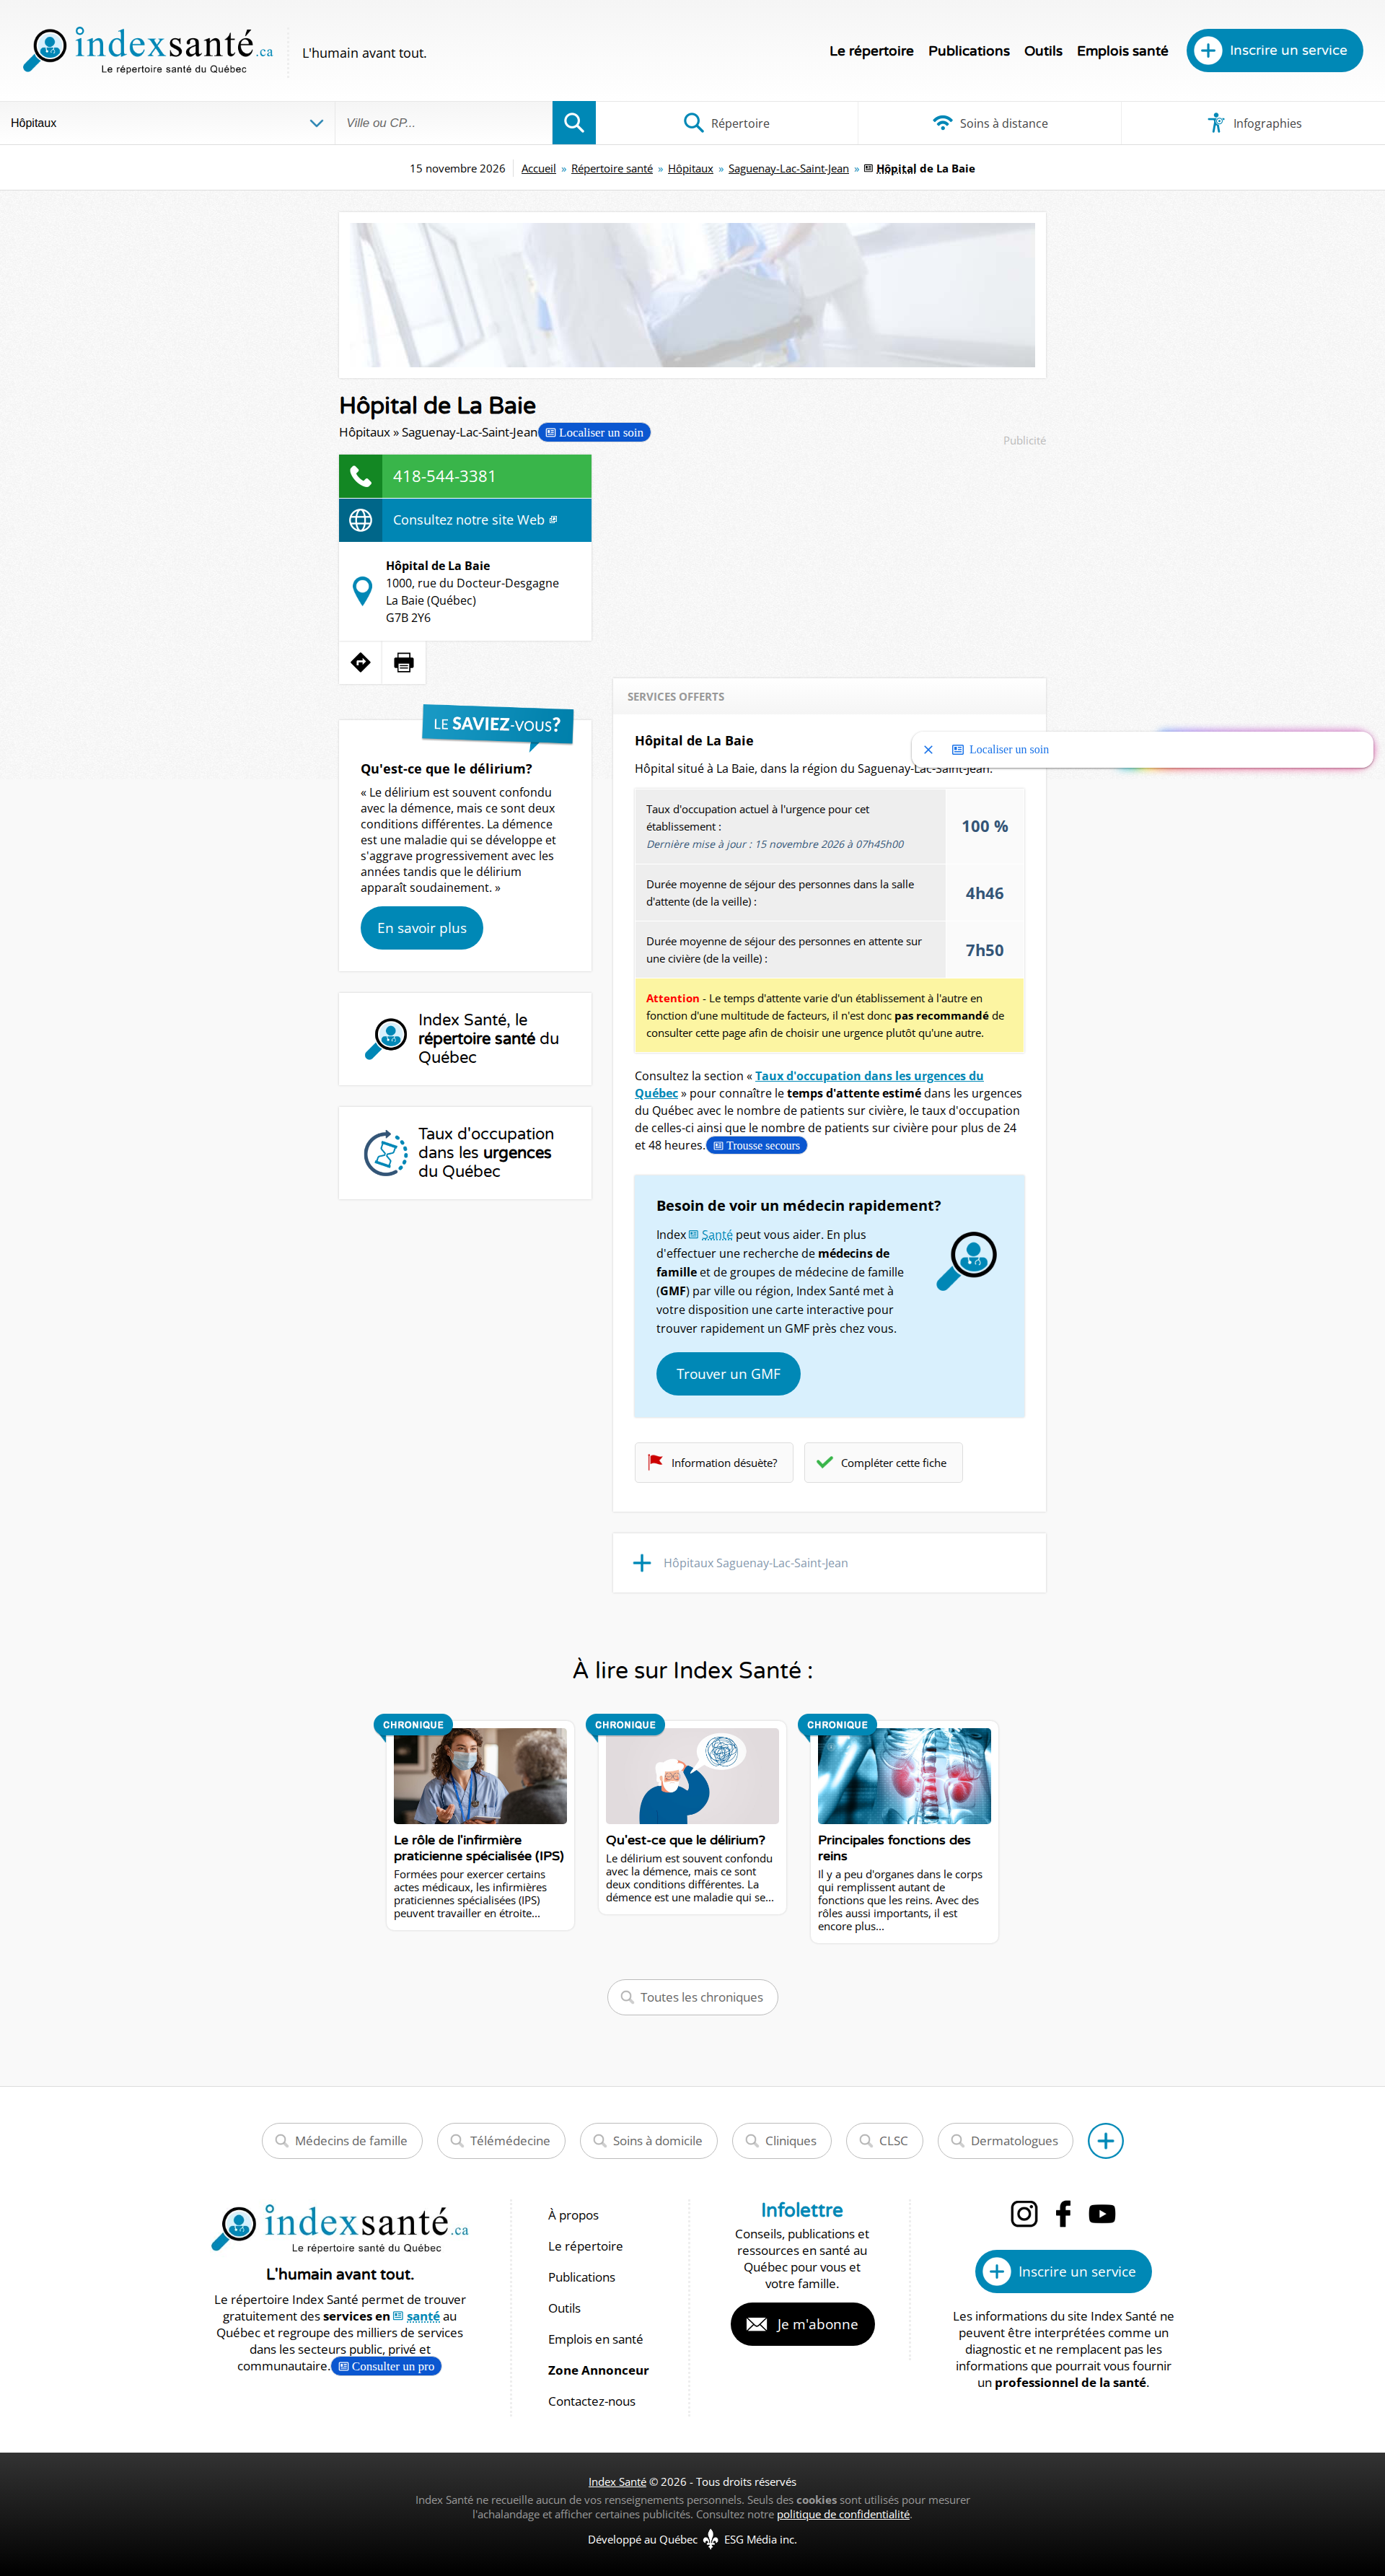 indexsanté.ca
Le répertoire santé du Québec
L'humain avant tout.
Le répertoire
Publications
Outils
Emplois santé
Inscrire un service
Hôpitaux
Ville ou CP...
Répertoire
Soins à distance
Infographies
15 novembre 2026
Accueil » Répertoire santé » Hôpitaux » Saguenay-Lac-Saint-Jean » Hôpital de La Baie
Hôpital de La Baie
Hôpitaux » Saguenay-Lac-Saint-Jean Localiser un soin
Publicité
418-544-3381
Consultez notre site Web
Hôpital de La Baie
1000, rue du Docteur-Desgagne
La Baie (Québec)
G7B 2Y6
LE SAVIEZ-VOUS?
Qu'est-ce que le délirium?
« Le délirium est souvent confondu
avec la démence, mais ce sont deux
conditions différentes. La démence
est une maladie qui se développe et
s'aggrave progressivement avec les
années tandis que le délirium
apparaît soudainement. »
En savoir plus
Index Santé, le
répertoire santé du
Québec
Taux d'occupation
dans les urgences
du Québec
SERVICES OFFERTS
Hôpital de La Baie
Localiser un soin
Hôpital situé à La Baie, dans la région du Saguenay-Lac-Saint-Jean.
Taux d'occupation actuel à l'urgence pour cet
établissement :
Dernière mise à jour : 15 novembre 2026 à 07h45h00
100 %
Durée moyenne de séjour des personnes dans la salle
d'attente (de la veille) :
4h46
Durée moyenne de séjour des personnes en attente sur
une civière (de la veille) :
7h50
Attention - Le temps d'attente varie d'un établissement à l'autre en
fonction d'une multitude de facteurs, il n'est donc pas recommandé de
consulter cette page afin de choisir une urgence plutôt qu'une autre.
Consultez la section « Taux d'occupation dans les urgences du
Québec » pour connaître le temps d'attente estimé dans les urgences
du Québec avec le nombre de patients sur civière, le taux d'occupation
de celles-ci ainsi que le nombre de patients sur civière pour plus de 24
et 48 heures. Trousse secours
Besoin de voir un médecin rapidement?
Index Santé peut vous aider. En plus
d'effectuer une recherche de médecins de
famille et de groupes de médecine de famille
(GMF) par ville ou région, Index Santé met à
votre disposition une carte interactive pour
trouver rapidement un GMF près chez vous.
Trouver un GMF
Information désuète?
Compléter cette fiche
Hôpitaux Saguenay-Lac-Saint-Jean
À lire sur Index Santé :
CHRONIQUE
Le rôle de l'infirmière
praticienne spécialisée (IPS)
Formées pour exercer certains
actes médicaux, les infirmières
praticiennes spécialisées (IPS)
peuvent travailler en étroite...
CHRONIQUE
Qu'est-ce que le délirium?
Le délirium est souvent confondu
avec la démence, mais ce sont
deux conditions différentes. La
démence est une maladie qui se...
CHRONIQUE
Principales fonctions des
reins
Il y a peu d'organes dans le corps
qui remplissent autant de
fonctions que les reins. Avec des
rôles aussi importants, il est
encore plus...
Toutes les chroniques
Médecins de famille
Télémédecine
Soins à domicile
Cliniques
CLSC
Dermatologues
indexsanté.ca
Le répertoire santé du Québec
L'humain avant tout.
Le répertoire Index Santé permet de trouver
gratuitement des services en santé au
Québec et regroupe des milliers de services
dans les secteurs public, privé et
communautaire. Consulter un pro
À propos
Le répertoire
Publications
Outils
Emplois en santé
Zone Annonceur
Contactez-nous
Infolettre
Conseils, publications et
ressources en santé au
Québec pour vous et
votre famille.
Je m'abonne
Inscrire un service
Les informations du site Index Santé ne
peuvent être interprétées comme un
diagnostic et ne remplacent pas les
informations que pourrait vous fournir
un professionnel de la santé.
Index Santé © 2026 - Tous droits réservés
Index Santé ne recueille aucun de vos renseignements personnels. Seuls des cookies sont utilisés pour mesurer
l'achalandage et afficher certaines publicités. Consultez notre politique de confidentialité.
Développé au Québec ESG Média inc.